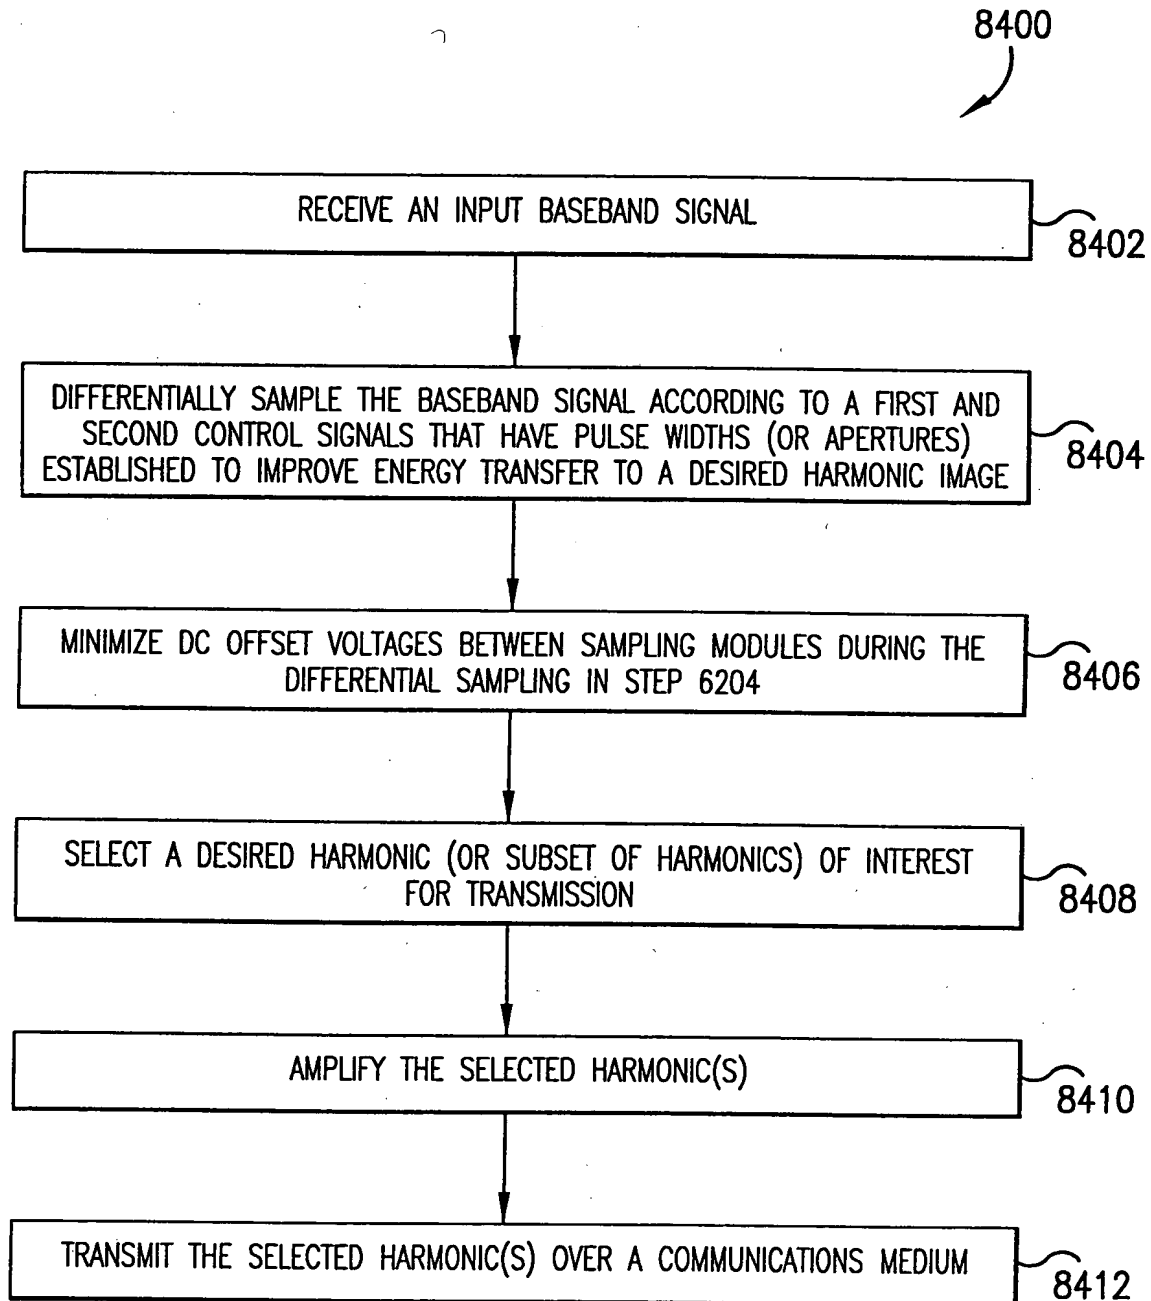 8400
RECEIVE AN INPUT BASEBAND SIGNAL
8402
DIFFERENTIALLY SAMPLE THE BASEBAND SIGNAL ACCORDING TO A FIRST AND
SECOND CONTROL SIGNALS THAT HAVE PULSE WIDTHS (OR APERTURES)
ESTABLISHED TO IMPROVE ENERGY TRANSFER TO A DESIRED HARMONIC IMAGE
8404
MINIMIZE DC OFFSET VOLTAGES BETWEEN SAMPLING MODULES DURING THE
DIFFERENTIAL SAMPLING IN STEP 6204
8406
SELECT A DESIRED HARMONIC (OR SUBSET OF HARMONICS) OF INTEREST
FOR TRANSMISSION
8408
AMPLIFY THE SELECTED HARMONIC(S)
8410
TRANSMIT THE SELECTED HARMONIC(S) OVER A COMMUNICATIONS MEDIUM
8412